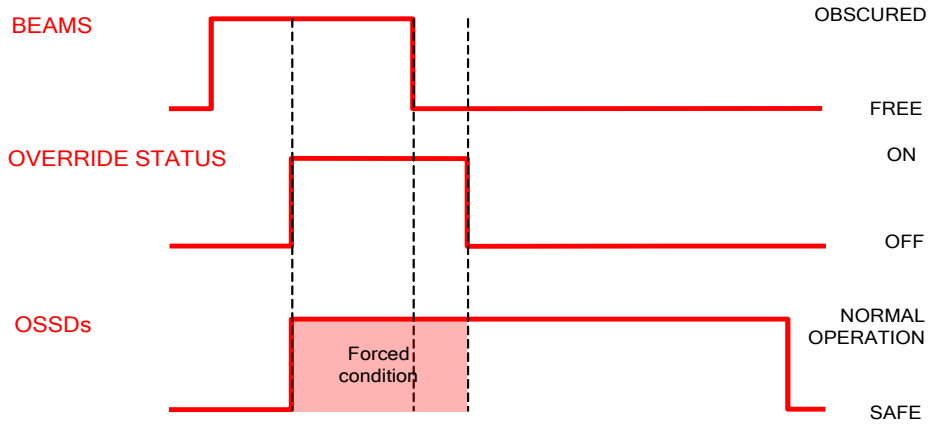 BEAMS
OBSCURED
FREE
OVERRIDE STATUS
ON
OFF
OSSDs
NORMAL
OPERATION
Forced
condition
SAFE